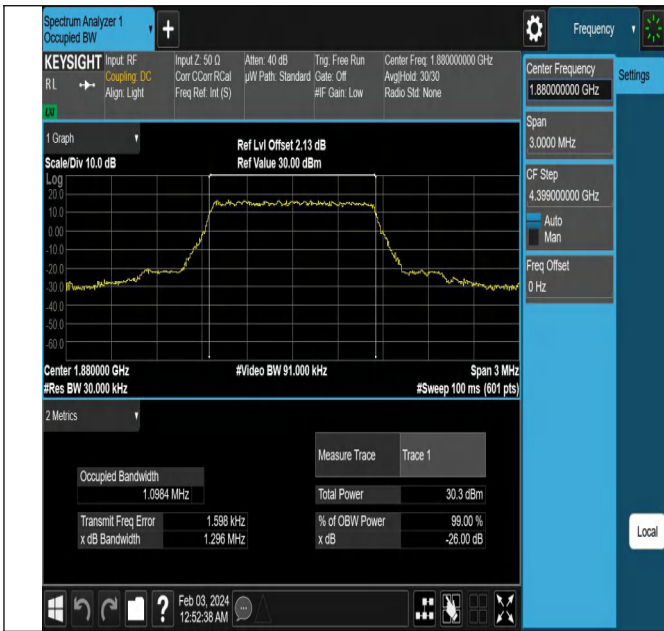 Spectrum Analyzer 1
Occupied BW
+
Frequency
KEYSIGHT
RL
LXI
Input: RF
Coupling: DC
Align: Light
Input Z: 50 Ω
Corr CCorr RCal
Freq Ref: Int (S)
Atten: 40 dB
µW Path: Standard
Trig: Free Run
Gate: Off
#IF Gain: Low
Center Freq: 1.880000000 GHz
Avg|Hold: 30/30
Radio Std: None
Center Frequency
1.880000000 GHz
Settings
Span
3.0000 MHz
CF Step
4.399000000 GHz
Auto
Man
Freq Offset
0 Hz
Local
1 Graph
Scale/Div 10.0 dB
Ref Lvl Offset 2.13 dB
Ref Value 30.00 dBm
Log
20.0
10.0
0.00
-10.0
-20.0
-30.0
-40.0
-50.0
-60.0
Center 1.880000 GHz
#Video BW 91.000 kHz
Span 3 MHz
#Res BW 30.000 kHz
#Sweep 100 ms (601 pts)
2 Metrics
Measure Trace Trace 1
Occupied Bandwidth
1.0984 MHz
Total Power 30.3 dBm
Transmit Freq Error 1.598 kHz
% of OBW Power 99.00 %
x dB Bandwidth 1.296 MHz
x dB -26.00 dB
?
Feb 03, 2024
12:52:38 AM